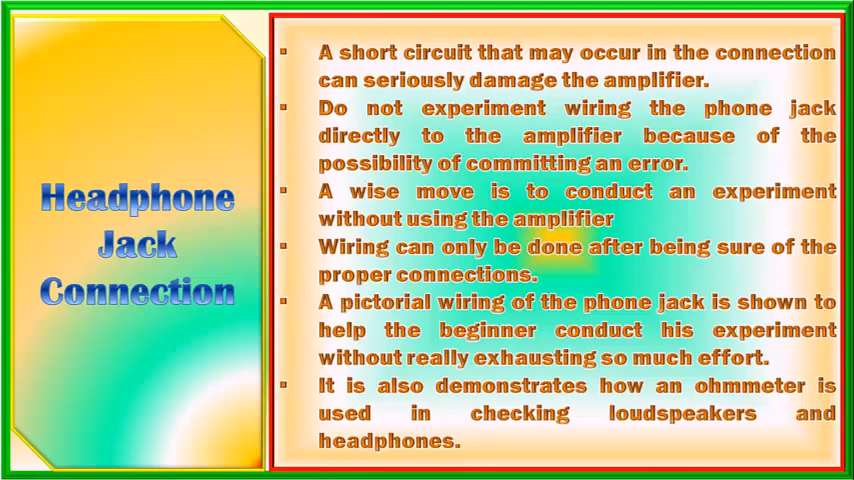 Headphone
Jack
Connection
▪ A short circuit that may occur in the connection
can seriously damage the amplifier.
▪ Do not experiment wiring the phone jack
directly to the amplifier because of the
possibility of committing an error.
▪ A wise move is to conduct an experiment
without using the amplifier
▪ Wiring can only be done after being sure of the
proper connections.
▪ A pictorial wiring of the phone jack is shown to
help the beginner conduct his experiment
without really exhausting so much effort.
▪ It is also demonstrates how an ohmmeter is
used in checking loudspeakers and
headphones.